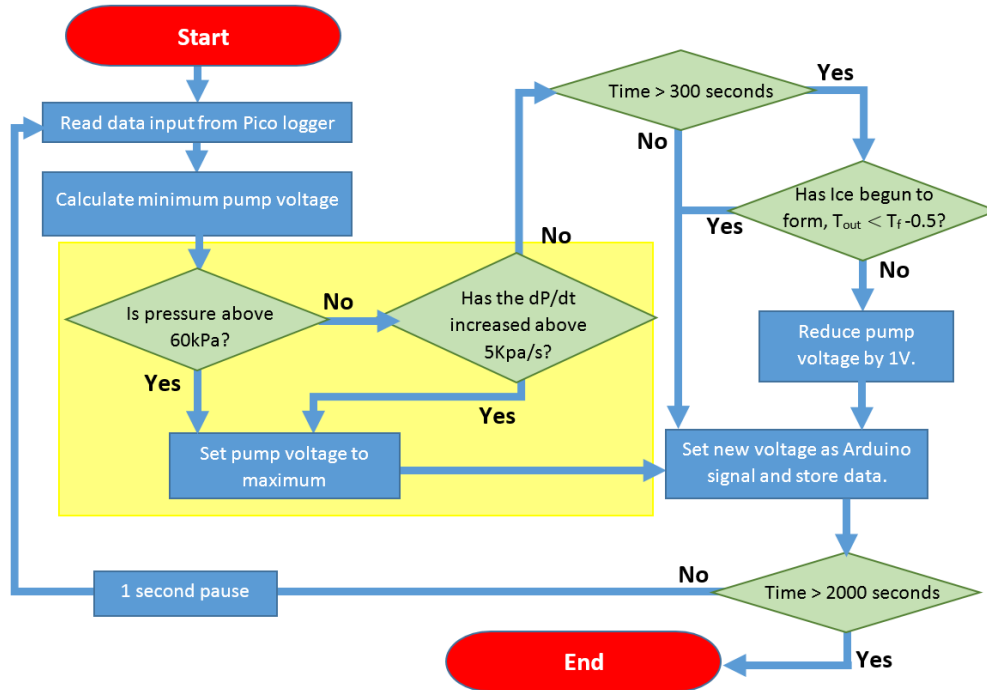 Start
Read data input from Pico logger
Calculate minimum pump voltage
Is pressure above
60kPa?
No
Yes
Has the dP/dt
increased above
5Kpa/s?
No
Yes
Set pump voltage to
maximum
Time > 300 seconds
Yes
No
Has Ice begun to
form, Tout < Tf -0.5?
Yes
No
Reduce pump
voltage by 1V.
Set new voltage as Arduino
signal and store data.
Time > 2000 seconds
No
Yes
1 second pause
End